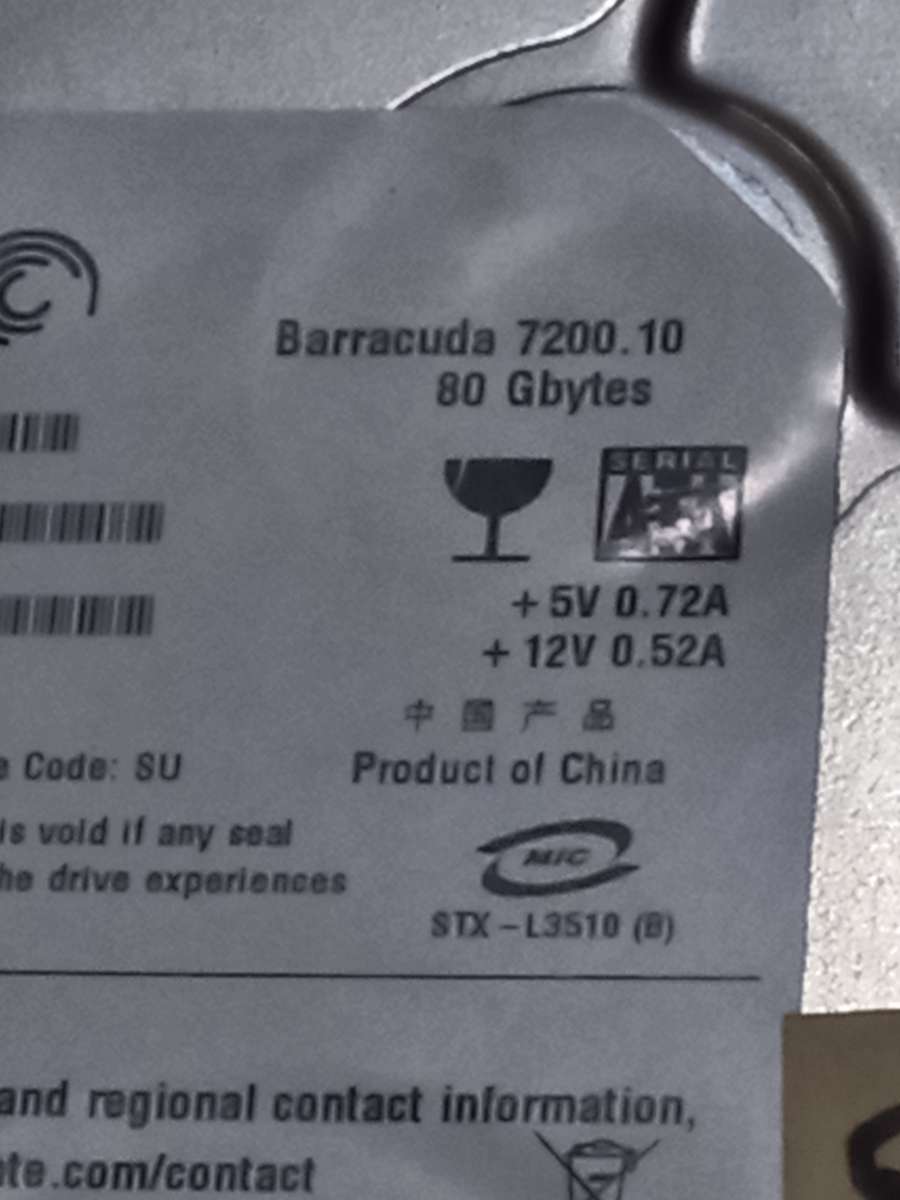 Barracuda 7200.10
80 Gbytes
SERIAL
ATA
+ 5V 0.72A
+ 12V 0.52A
中国产品
Code: SU
Product of China
is void if any seal
he drive experiences
MIC
STX-L3510 (B)
and regional contact information,
te.com/contact